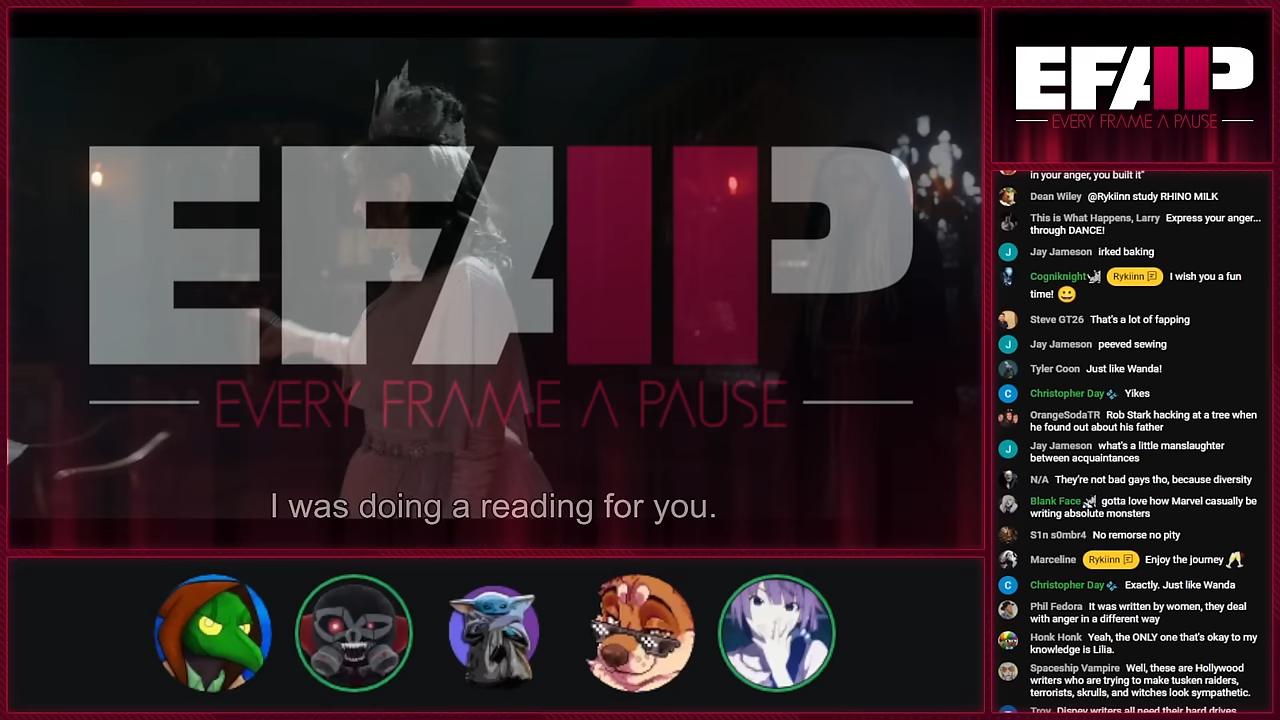 EFAP
EVERY FRAME A PAUSE
I was doing a reading for you.
EFAP
EVERY FRAME A PAUSE
in your anger, you built it"
Dean Wiley @Rykiinn study RHINO MILK
This is What Happens, Larry Express your anger...
through DANCE!
J Jay Jameson irked baking
Cogniknight Rykiinn I wish you a fun
time!
Steve GT26 That's a lot of fapping
J Jay Jameson peeved sewing
Tyler Coon Just like Wanda!
C Christopher Day Yikes
OrangeSodaTR Rob Stark hacking at a tree when
he found out about his father
J Jay Jameson what's a little manslaughter
between acquaintances
N/A They're not bad gays tho, because diversity
Blank Face gotta love how Marvel casually be
writing absolute monsters
S1n s0mbr4 No remorse no pity
Marceline Rykiinn Enjoy the journey
C Christopher Day Exactly. Just like Wanda
Phil Fedora It was written by women, they deal
with anger in a different way
Honk Honk Yeah, the ONLY one that's okay to my
knowledge is Lilia.
Spaceship Vampire Well, these are Hollywood
writers who are trying to make tusken raiders,
terrorists, skrulls, and witches look sympathetic.
Troy Disney writers all need their hard drives